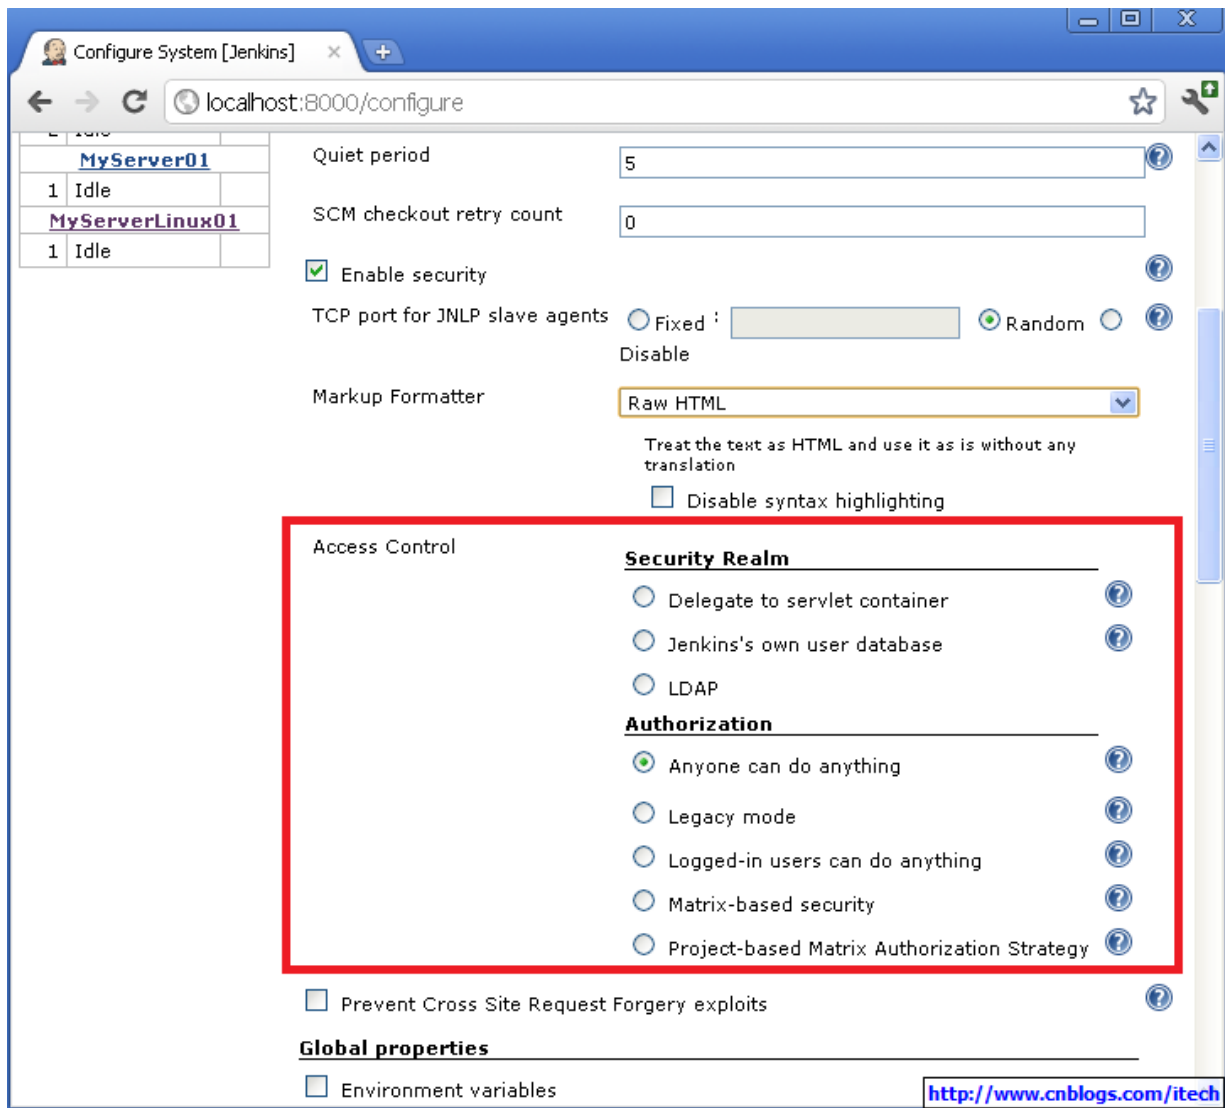 Configure System [Jenkins]
localhost:8000/configure
MyServer01
1 Idle
MyServerLinux01
1 Idle
Quiet period
5
SCM checkout retry count
0
Enable security
TCP port for JNLP slave agents
Fixed :
Random
Disable
Markup Formatter
Raw HTML
Treat the text as HTML and use it as is without any
translation
Disable syntax highlighting
Access Control
Security Realm
Delegate to servlet container
Jenkins's own user database
LDAP
Authorization
Anyone can do anything
Legacy mode
Logged-in users can do anything
Matrix-based security
Project-based Matrix Authorization Strategy
Prevent Cross Site Request Forgery exploits
Global properties
Environment variables
http://www.cnblogs.com/itech